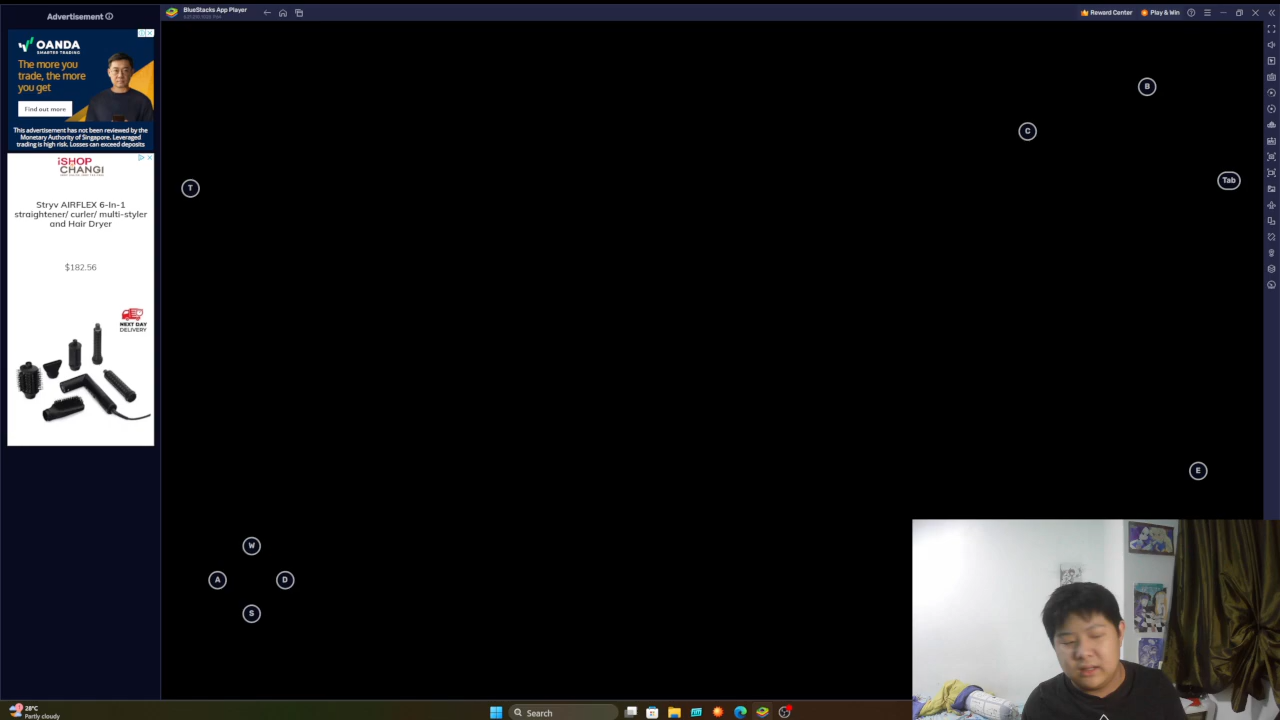 Advertisement
OANDA
SMARTER TRADING
The more you
trade, the more
you get
Find out more
This advertisement has not been reviewed by the
Monetary Authority of Singapore. Leveraged
trading is high risk. Losses can exceed deposits
iSHOP
CHANGI
Stryv AIRFLEX 6-In-1
straightener/ curler/ multi-styler
and Hair Dryer
$182.56
NEXT DAY
DELIVERY
BlueStacks App Player
Reward Center
Play & Win
B
C
Tab
T
E
W
A
D
S
28°C
Partly cloudy
Search